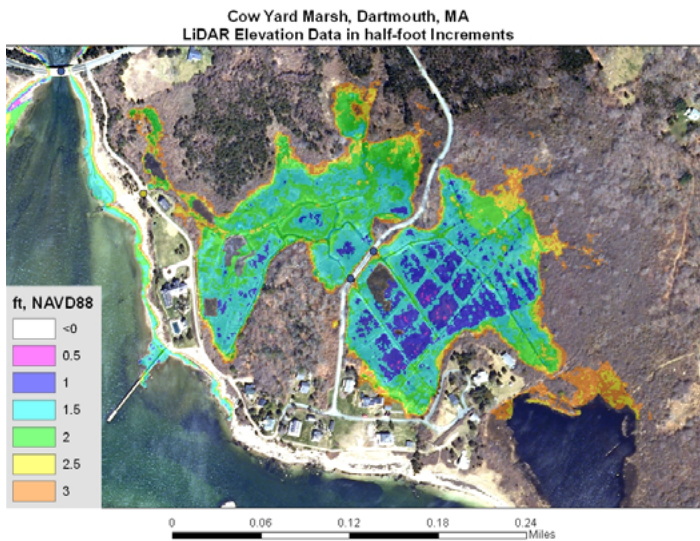 Cow Yard Marsh, Dartmouth, MA
LiDAR Elevation Data in half-foot Increments
ft, NAVD88
<0
0.5
1
1.5
2
2.5
3
0 0.06 0.12 0.18 0.24
Miles